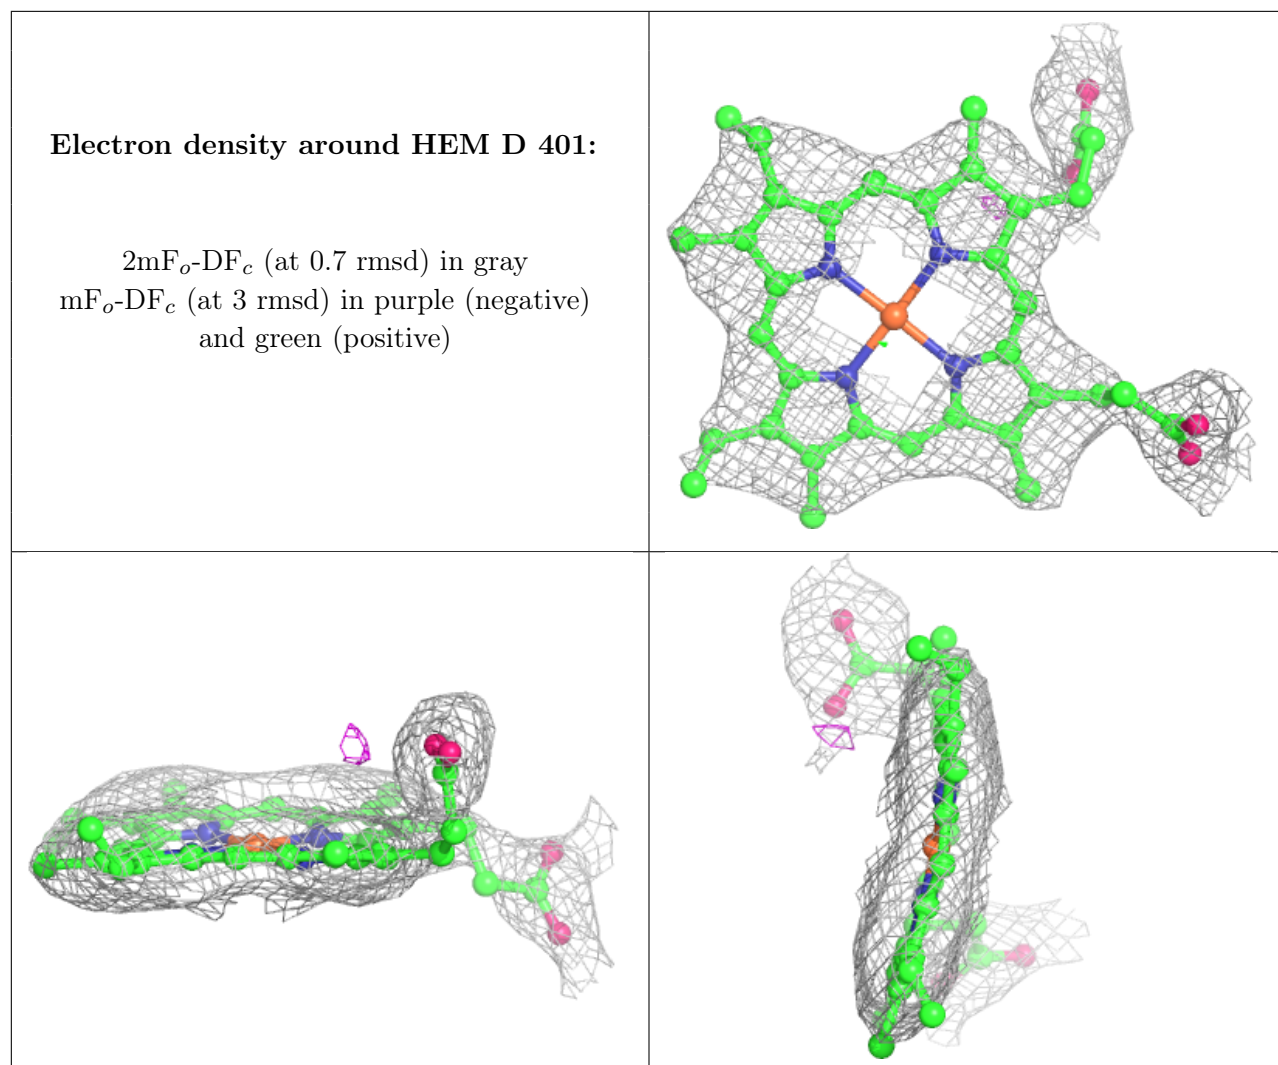 Electron density around HEM D 401:
2mFo-DFc (at 0.7 rmsd) in gray
mFo-DFc (at 3 rmsd) in purple (negative)
and green (positive)